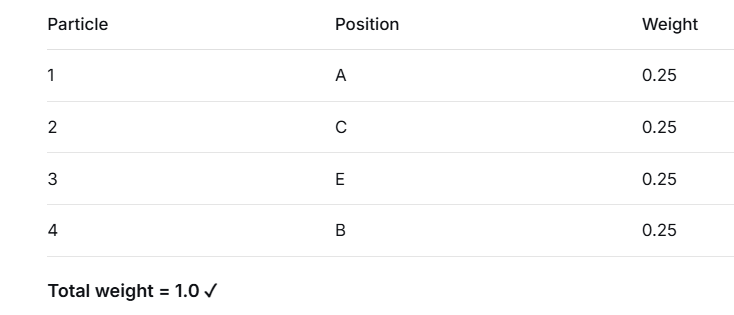 Particle Position Weight
1 A 0.25
2 C 0.25
3 E 0.25
4 B 0.25
Total weight = 1.0 ✓